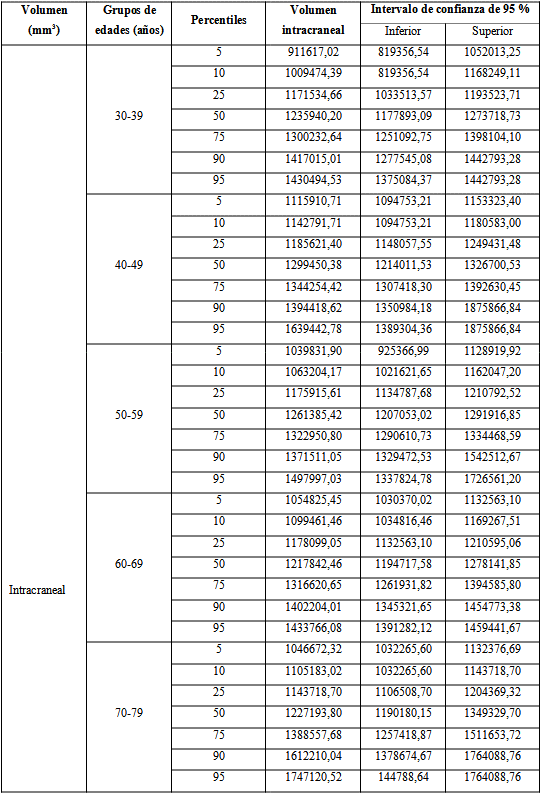 Volumen (mm³) Grupos de edades (años) Percentiles Volumen intracraneal Intervalo de confianza de 95 %
Inferior Superior
Intracraneal
30-39
5 911617,02 819356,54 1052013,25
10 1009474,39 819356,54 1168249,11
25 1171534,66 1033513,57 1193523,71
50 1235940,20 1177893,09 1273718,73
75 1300232,64 1251092,75 1398104,10
90 1417015,01 1277545,08 1442793,28
95 1430494,53 1375084,37 1442793,28
40-49
5 1115910,71 1094753,21 1153323,40
10 1142791,71 1094753,21 1180583,00
25 1185621,40 1148057,55 1249431,48
50 1299450,38 1214011,53 1326700,53
75 1344254,42 1307418,30 1392630,45
90 1394418,62 1350984,18 1875866,84
95 1639442,78 1389304,36 1875866,84
50-59
5 1039831,90 925366,99 1128919,92
10 1063204,17 1021621,65 1162047,20
25 1175915,61 1134787,68 1210792,52
50 1261385,42 1207053,02 1291916,85
75 1322950,80 1290610,73 1334468,59
90 1371511,05 1329472,53 1542512,67
95 1497997,03 1337824,78 1726561,20
60-69
5 1054825,45 1030370,02 1132563,10
10 1099461,46 1034816,46 1169267,51
25 1178099,05 1132563,10 1210595,06
50 1217842,46 1194717,58 1278141,85
75 1316620,65 1261931,82 1394585,80
90 1402204,01 1345321,65 1454773,38
95 1433766,08 1391282,12 1459441,67
70-79
5 1046672,32 1032265,60 1132376,69
10 1105183,02 1032265,60 1143718,70
25 1143718,70 1106508,70 1204369,32
50 1227193,80 1190180,15 1349329,70
75 1388557,68 1257418,87 1511653,72
90 1612210,04 1378674,67 1764088,76
95 1747120,52 144788,64 1764088,76